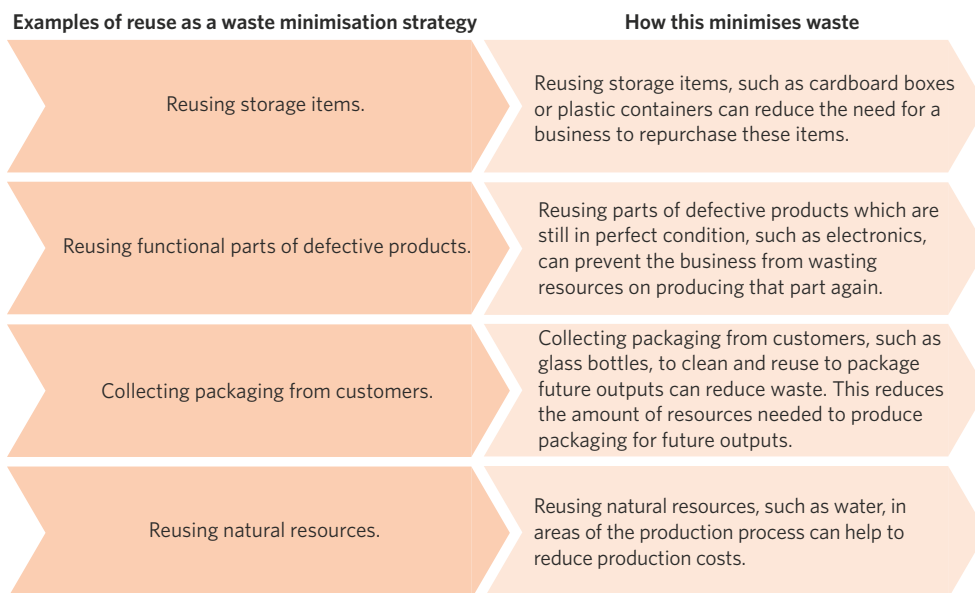 Examples of reuse as a waste minimisation strategy
How this minimises waste
Reusing storage items.
Reusing storage items, such as cardboard boxes
or plastic containers can reduce the need for a
business to repurchase these items.
Reusing functional parts of defective products.
Reusing parts of defective products which are
still in perfect condition, such as electronics,
can prevent the business from wasting
resources on producing that part again.
Collecting packaging from customers.
Collecting packaging from customers, such as
glass bottles, to clean and reuse to package
future outputs can reduce waste. This reduces
the amount of resources needed to produce
packaging for future outputs.
Reusing natural resources.
Reusing natural resources, such as water, in
areas of the production process can help to
reduce production costs.